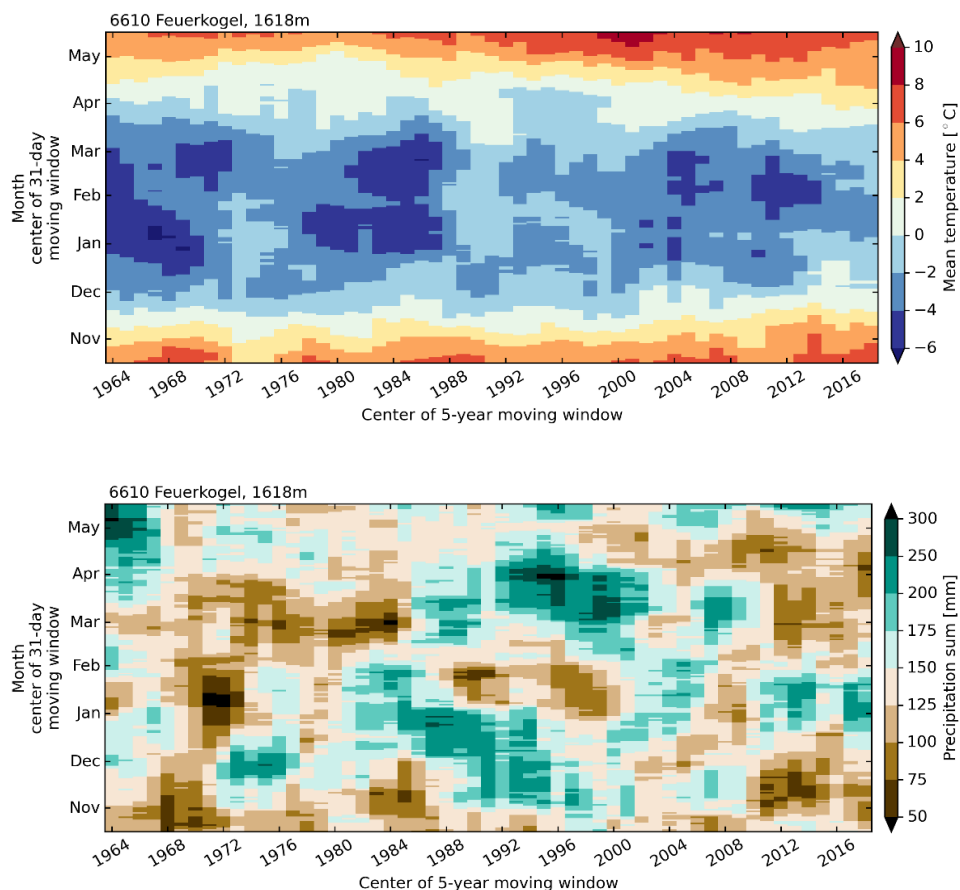 6610 Feuerkogel, 1618m
May
Apr
Mar
Feb
Jan
Dec
Nov
Month
center of 31-day
moving window
1964 1968 1972 1976 1980 1984 1988 1992 1996 2000 2004 2008 2012 2016
Center of 5-year moving window
10
8
6
4
2
0
−2
−4
−6
Mean temperature [°C]
6610 Feuerkogel, 1618m
May
Apr
Mar
Feb
Jan
Dec
Nov
Month
center of 31-day
moving window
1964 1968 1972 1976 1980 1984 1988 1992 1996 2000 2004 2008 2012 2016
Center of 5-year moving window
300
250
200
175
150
125
100
75
50
Precipitation sum [mm]